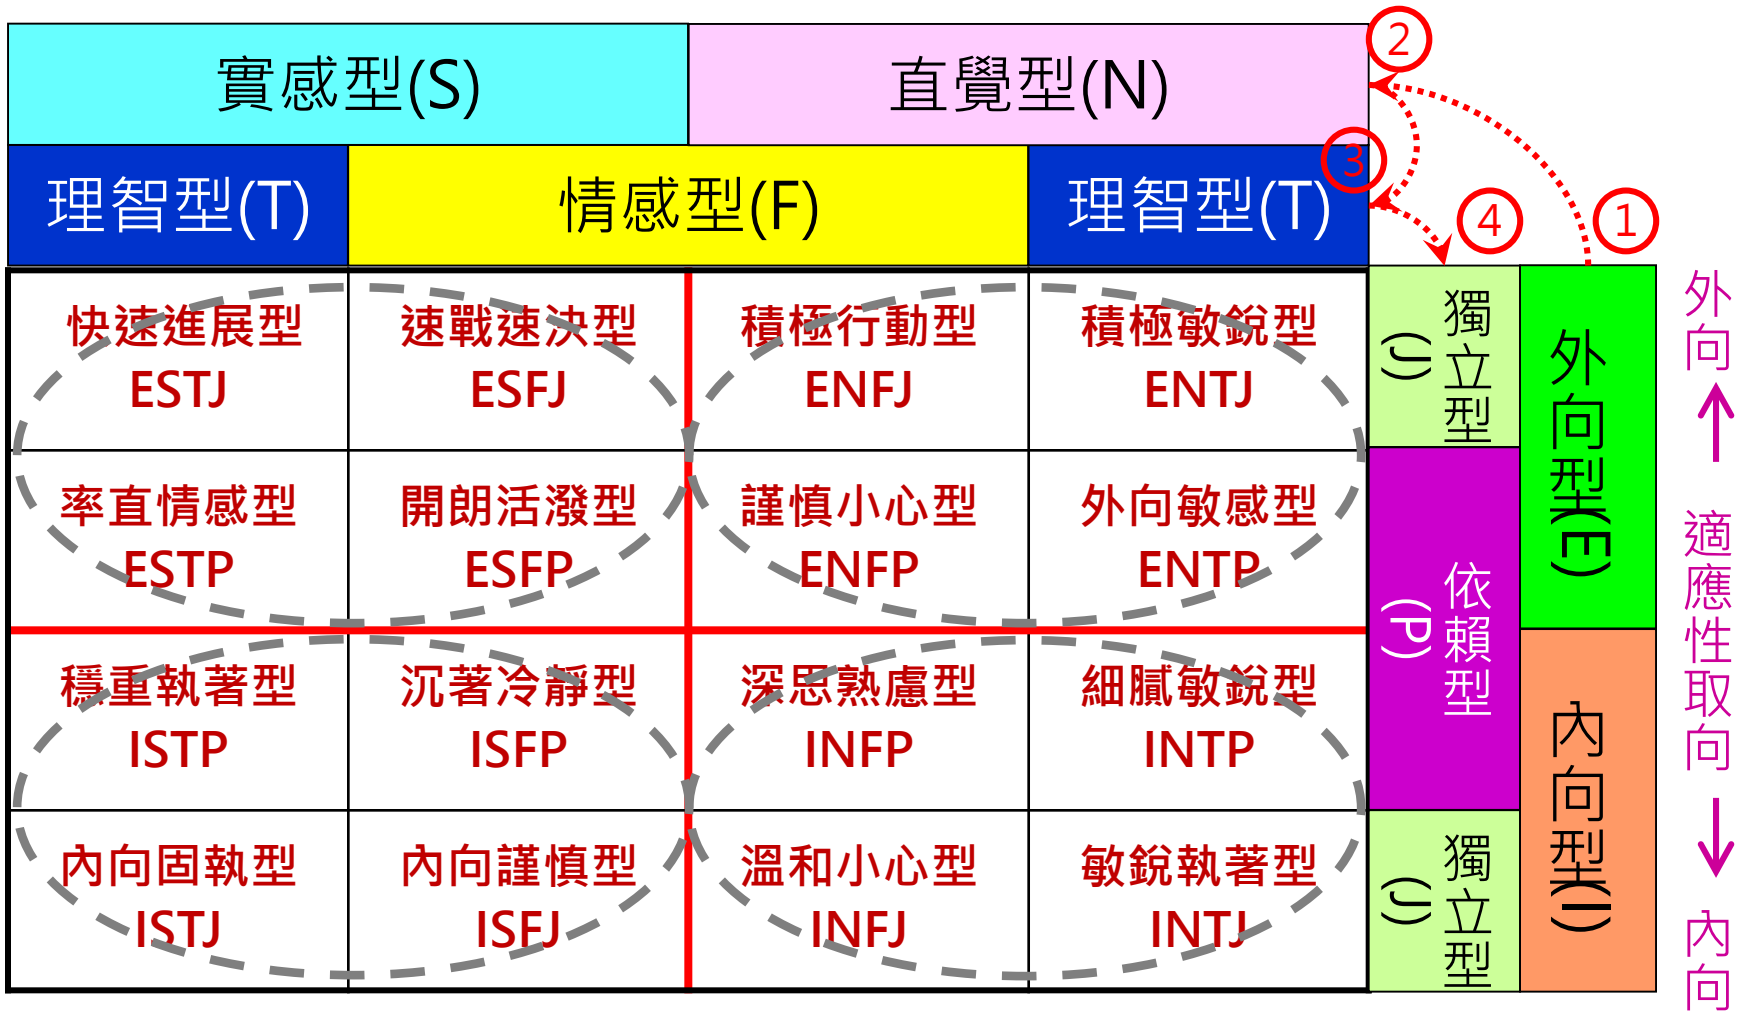 實感型(S)
直覺型(N)
②
理智型(T)
情感型(F)
理智型(T)
③
④
①
快速進展型
ESTJ
速戰速決型
ESFJ
積極行動型
ENFJ
積極敏銳型
ENTJ
獨立型
(J)
外向型(E)
外向
率直情感型
ESTP
開朗活潑型
ESFP
謹慎小心型
ENFP
外向敏感型
ENTP
依賴型
(P)
適應性取向
穩重執著型
ISTP
沉著冷靜型
ISFP
深思熟慮型
INFP
細膩敏銳型
INTP
內向型(I)
內向固執型
ISTJ
內向謹慎型
ISFJ
溫和小心型
INFJ
敏銳執著型
INTJ
獨立型
(J)
內向